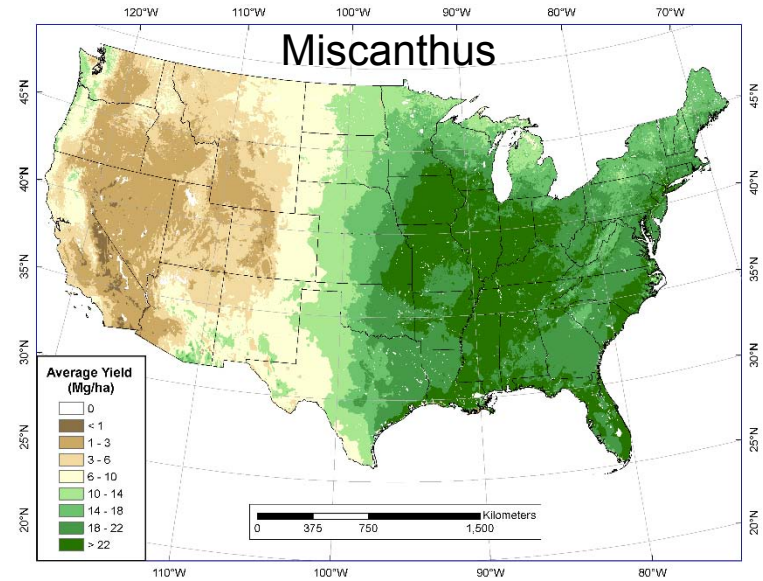 120°W 110°W 100°W 90°W 80°W 70°W
Miscanthus
45°N 45°N
40°N 40°N
35°N 35°N
30°N 30°N
25°N 25°N
20°N 20°N
Average Yield
(Mg/ha)
0
< 1
1 - 3
3 - 6
6 - 10
10 - 14
14 - 18
18 - 22
> 22
Kilometers
0 375 750 1,500
110°W 100°W 90°W 80°W